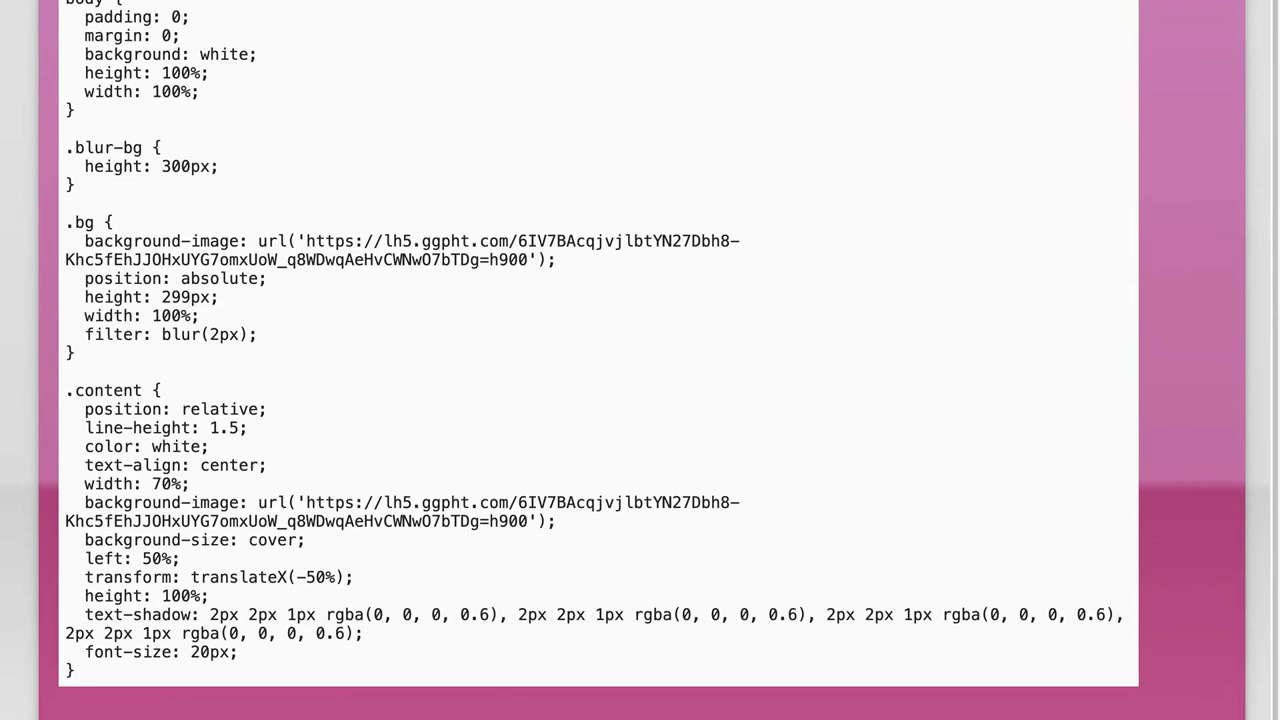 body {
  padding: 0;
  margin: 0;
  background: white;
  height: 100%;
  width: 100%;
}

.blur-bg {
  height: 300px;
}

.bg {
  background-image: url('https://lh5.ggpht.com/6IV7BAcqjvjlbtYN27Dbh8-
Khc5fEhJJOHxUYG7omxUoW_q8WDwqAeHvCWNwO7bTDg=h900');
  position: absolute;
  height: 299px;
  width: 100%;
  filter: blur(2px);
}

.content {
  position: relative;
  line-height: 1.5;
  color: white;
  text-align: center;
  width: 70%;
  background-image: url('https://lh5.ggpht.com/6IV7BAcqjvjlbtYN27Dbh8-
Khc5fEhJJOHxUYG7omxUoW_q8WDwqAeHvCWNwO7bTDg=h900');
  background-size: cover;
  left: 50%;
  transform: translateX(-50%);
  height: 100%;
  text-shadow: 2px 2px 1px rgba(0, 0, 0, 0.6), 2px 2px 1px rgba(0, 0, 0, 0.6), 2px 2px 1px rgba(0, 0, 0, 0.6),
2px 2px 1px rgba(0, 0, 0, 0.6);
  font-size: 20px;
}